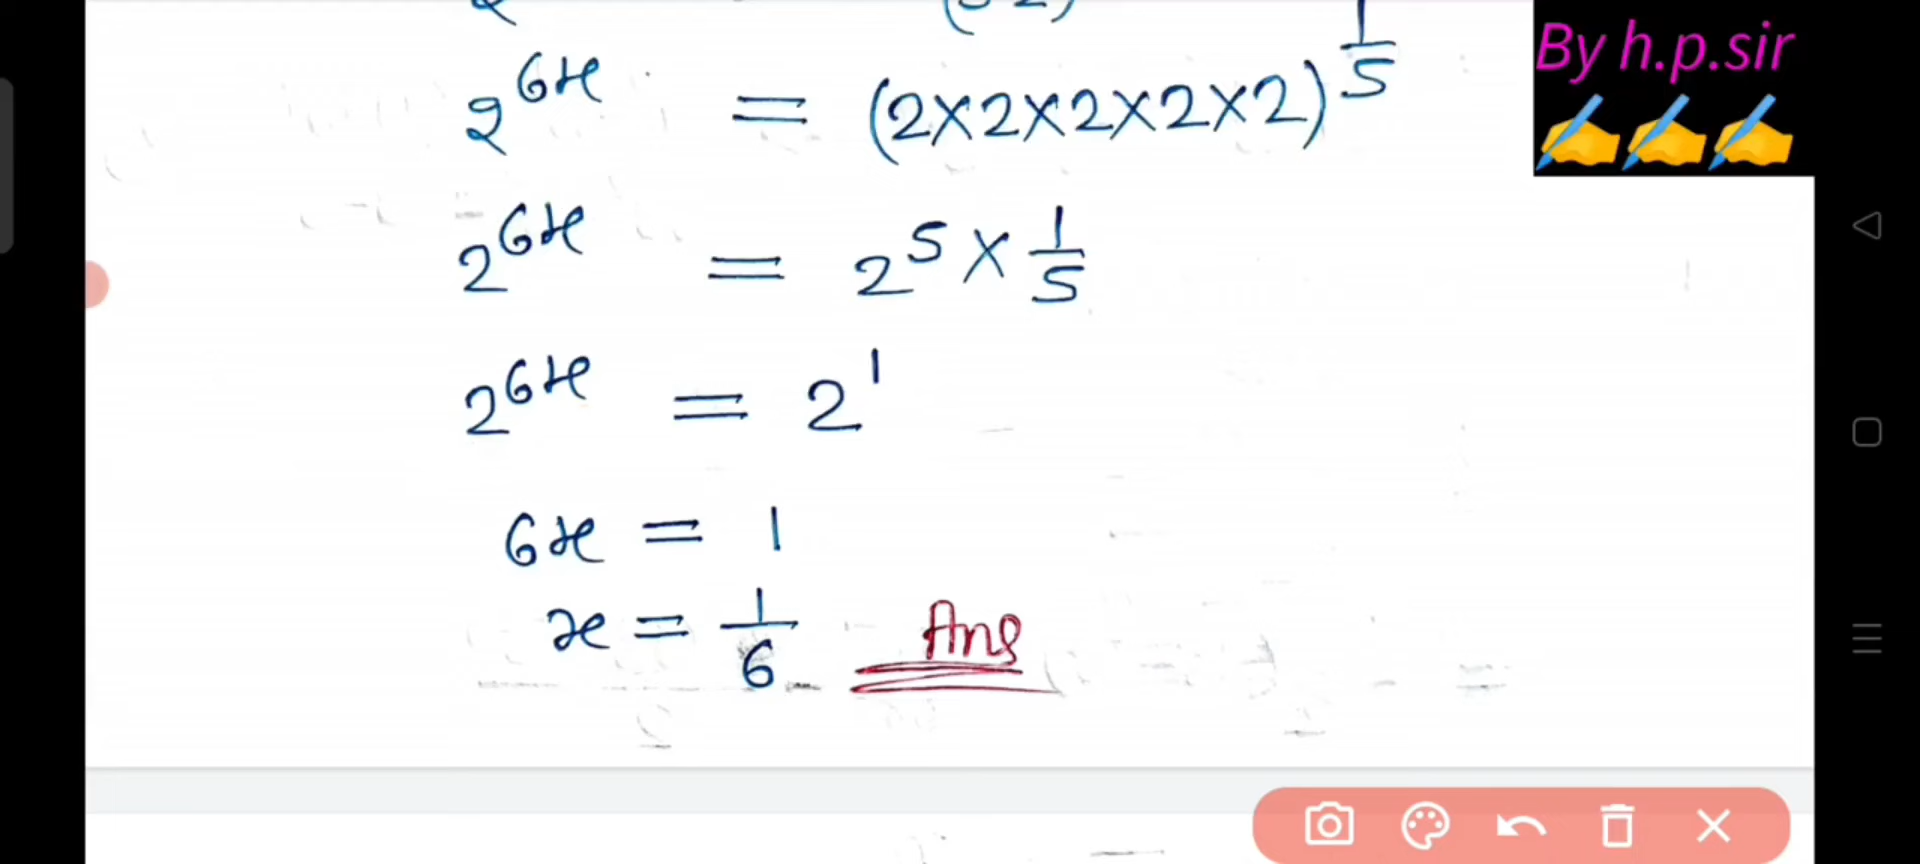 2^{6x} = (2×2×2×2×2)^{1/5}
2^{6x} = 2^{5 × 1/5}
2^{6x} = 2^1
6x = 1
x = 1/6 Ans
By h.p.sir
✍✍✍